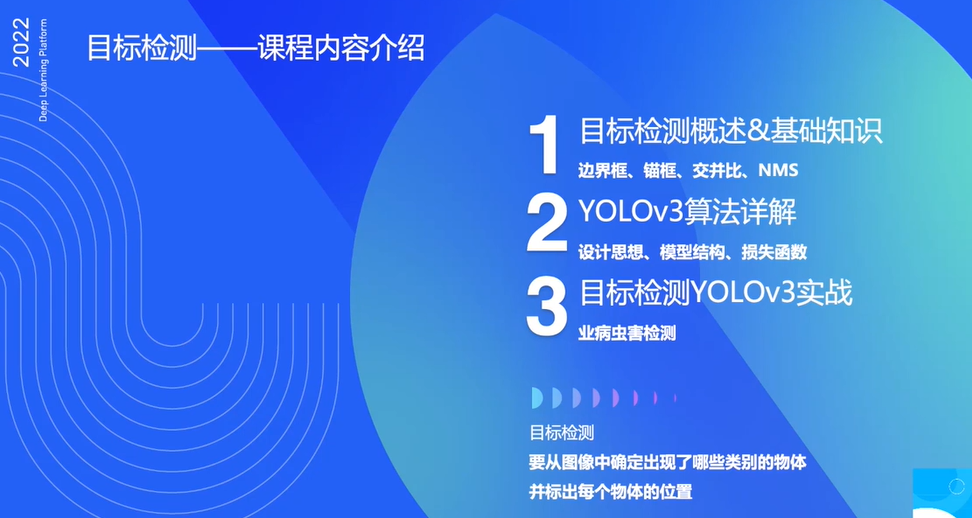 2022
Deep Learning Platform
目标检测——课程内容介绍
1 目标检测概述&基础知识
边界框、锚框、交并比、NMS
2 YOLOv3算法详解
设计思想、模型结构、损失函数
3 目标检测YOLOv3实战
业病虫害检测
目标检测
要从图像中确定出现了哪些类别的物体
并标出每个物体的位置